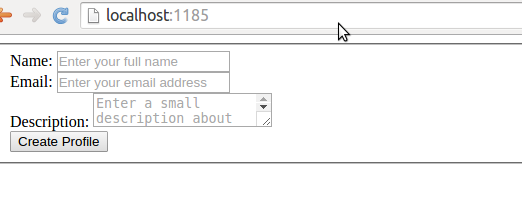 localhost:1185
Name: Enter your full name
Email: Enter your email address
Enter a small
Description: description about
Create Profile